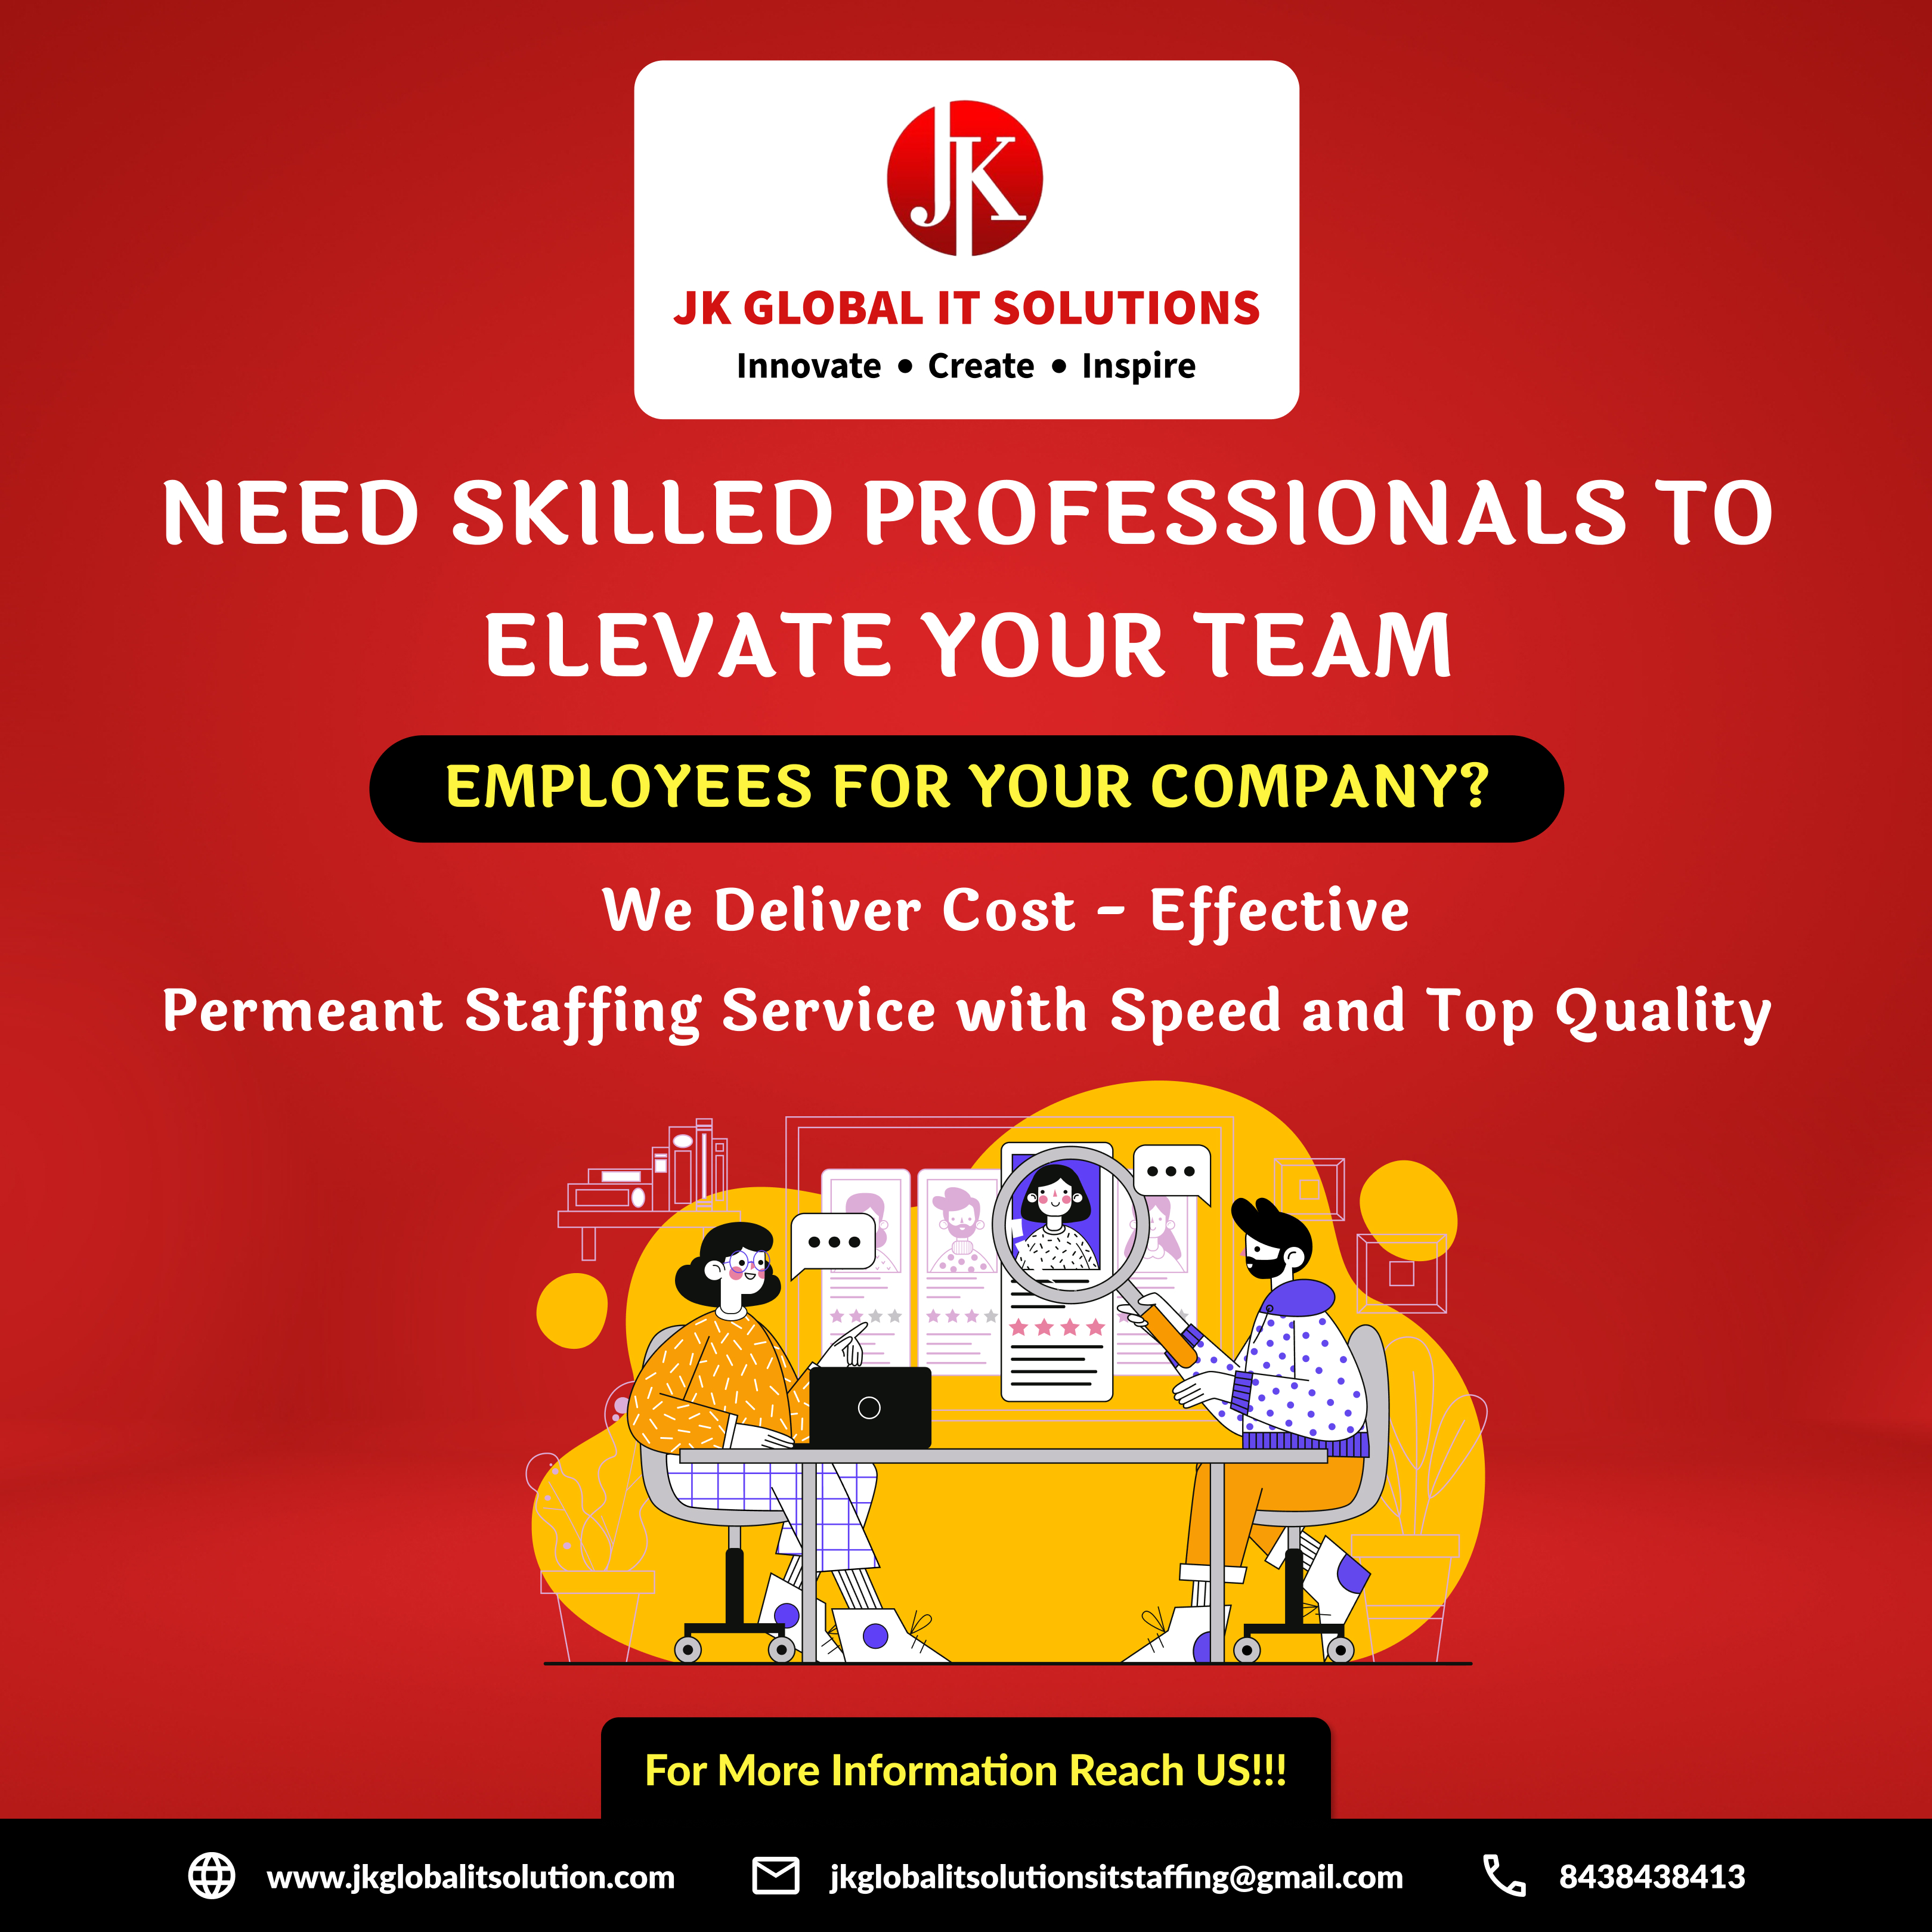 JK
JK GLOBAL IT SOLUTIONS
Innovate • Create • Inspire
NEED SKILLED PROFESSIONALS TO
ELEVATE YOUR TEAM
EMPLOYEES FOR YOUR COMPANY?
We Deliver Cost - Effective
Permeant Staffing Service with Speed and Top Quality
For More Information Reach US!!!
www.jkglobalitsolution.com jkglobalitsolutionsitstaffing@gmail.com 8438438413